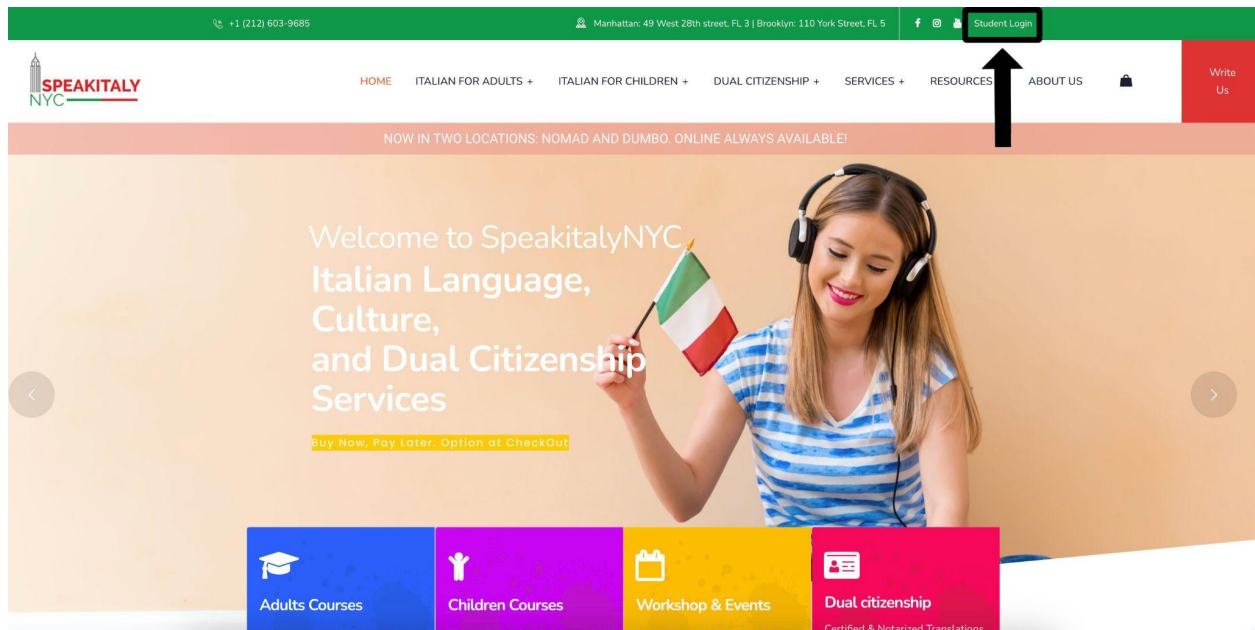 +1 (212) 603-9685
Manhattan: 49 West 28th street, FL 3 | Brooklyn: 110 York Street, FL 5
Student Login
SPEAKITALY
NYC
HOME
ITALIAN FOR ADULTS +
ITALIAN FOR CHILDREN +
DUAL CITIZENSHIP +
SERVICES +
RESOURCES
ABOUT US
Write
Us
NOW IN TWO LOCATIONS: NOMAD AND DUMBO. ONLINE ALWAYS AVAILABLE!
Welcome to SpeakitalyNYC
Italian Language,
Culture,
and Dual Citizenship
Services
Buy Now, Pay Later. Option at CheckOut
Adults Courses
Children Courses
Workshop & Events
Dual citizenship
Certified & Notarized Translations